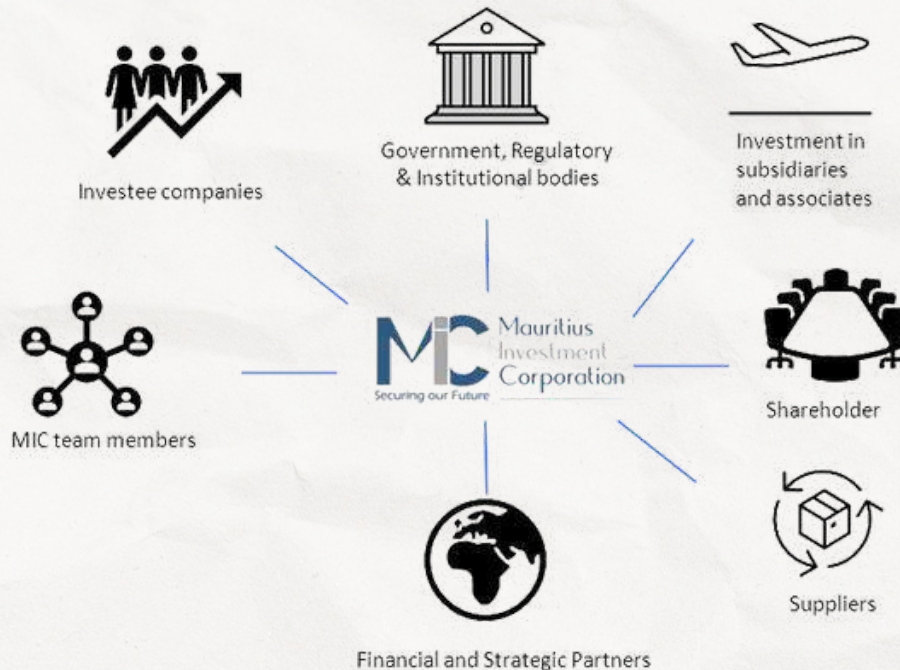 Investee companies
Government, Regulatory
& Institutional bodies
Investment in
subsidiaries
and associates
MIC team members
MiC
Mauritius
Investment
Corporation
Securing our Future
Shareholder
Suppliers
Financial and Strategic Partners